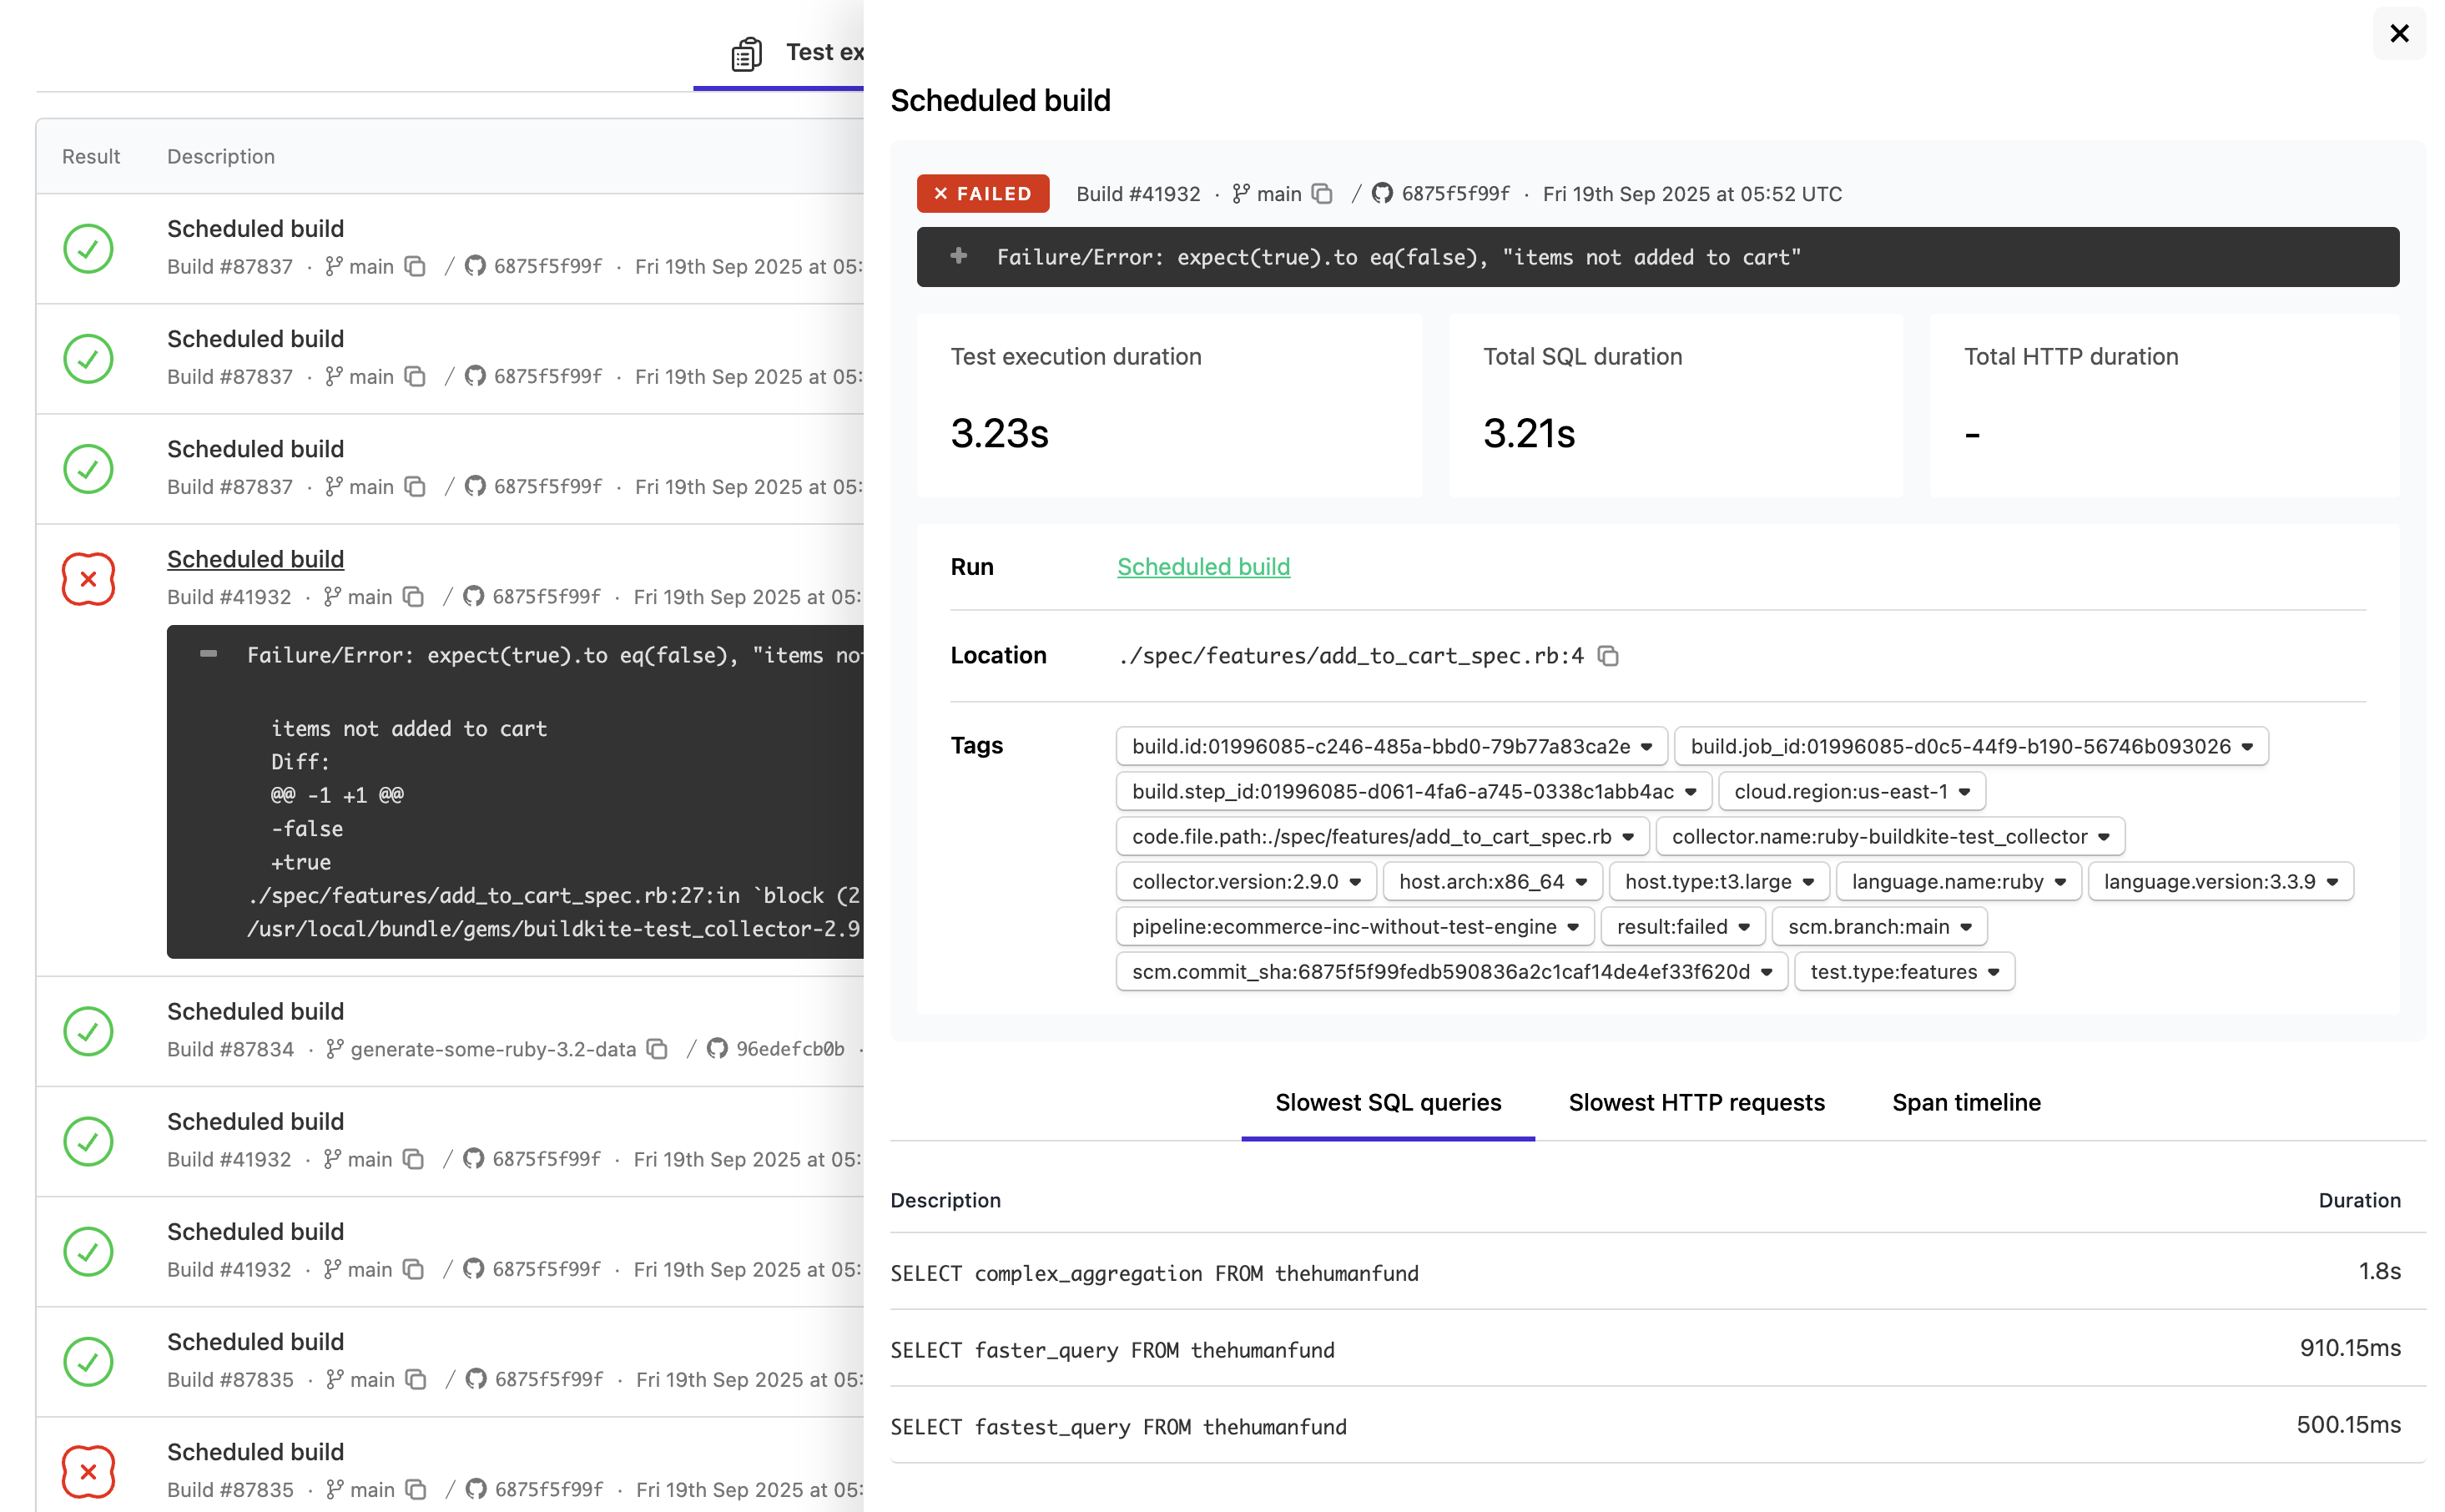 Test ex
Result Description
Scheduled build
Build #87837 · main / 6875f5f99f · Fri 19th Sep 2025 at 05:
Scheduled build
Build #87837 · main / 6875f5f99f · Fri 19th Sep 2025 at 05:
Scheduled build
Build #87837 · main / 6875f5f99f · Fri 19th Sep 2025 at 05:
Scheduled build
Build #41932 · main / 6875f5f99f · Fri 19th Sep 2025 at 05:
Failure/Error: expect(true).to eq(false), "items no
items not added to cart
Diff:
@@ -1 +1 @@
-false
+true
./spec/features/add_to_cart_spec.rb:27:in `block (2
/usr/local/bundle/gems/buildkite-test_collector-2.9
Scheduled build
Build #87834 · generate-some-ruby-3.2-data / 96edefcb0b ·
Scheduled build
Build #41932 · main / 6875f5f99f · Fri 19th Sep 2025 at 05:
Scheduled build
Build #41932 · main / 6875f5f99f · Fri 19th Sep 2025 at 05:
Scheduled build
Build #87835 · main / 6875f5f99f · Fri 19th Sep 2025 at 05:
Scheduled build
Build #87835 · main / 6875f5f99f · Fri 19th Sep 2025 at 05:
Scheduled build
FAILED Build #41932 · main / 6875f5f99f · Fri 19th Sep 2025 at 05:52 UTC
+ Failure/Error: expect(true).to eq(false), "items not added to cart"
Test execution duration
3.23s
Total SQL duration
3.21s
Total HTTP duration
-
Run Scheduled build
Location ./spec/features/add_to_cart_spec.rb:4
Tags build.id:01996085-c246-485a-bbd0-79b77a83ca2e build.job_id:01996085-d0c5-44f9-b190-56746b093026
build.step_id:01996085-d061-4fa6-a745-0338c1abb4ac cloud.region:us-east-1
code.file.path:./spec/features/add_to_cart_spec.rb collector.name:ruby-buildkite-test_collector
collector.version:2.9.0 host.arch:x86_64 host.type:t3.large language.name:ruby language.version:3.3.9
pipeline:ecommerce-inc-without-test-engine result:failed scm.branch:main
scm.commit_sha:6875f5f99fedb590836a2c1caf14de4ef33f620d test.type:features
Slowest SQL queries Slowest HTTP requests Span timeline
Description Duration
SELECT complex_aggregation FROM thehumanfund 1.8s
SELECT faster_query FROM thehumanfund 910.15ms
SELECT fastest_query FROM thehumanfund 500.15ms